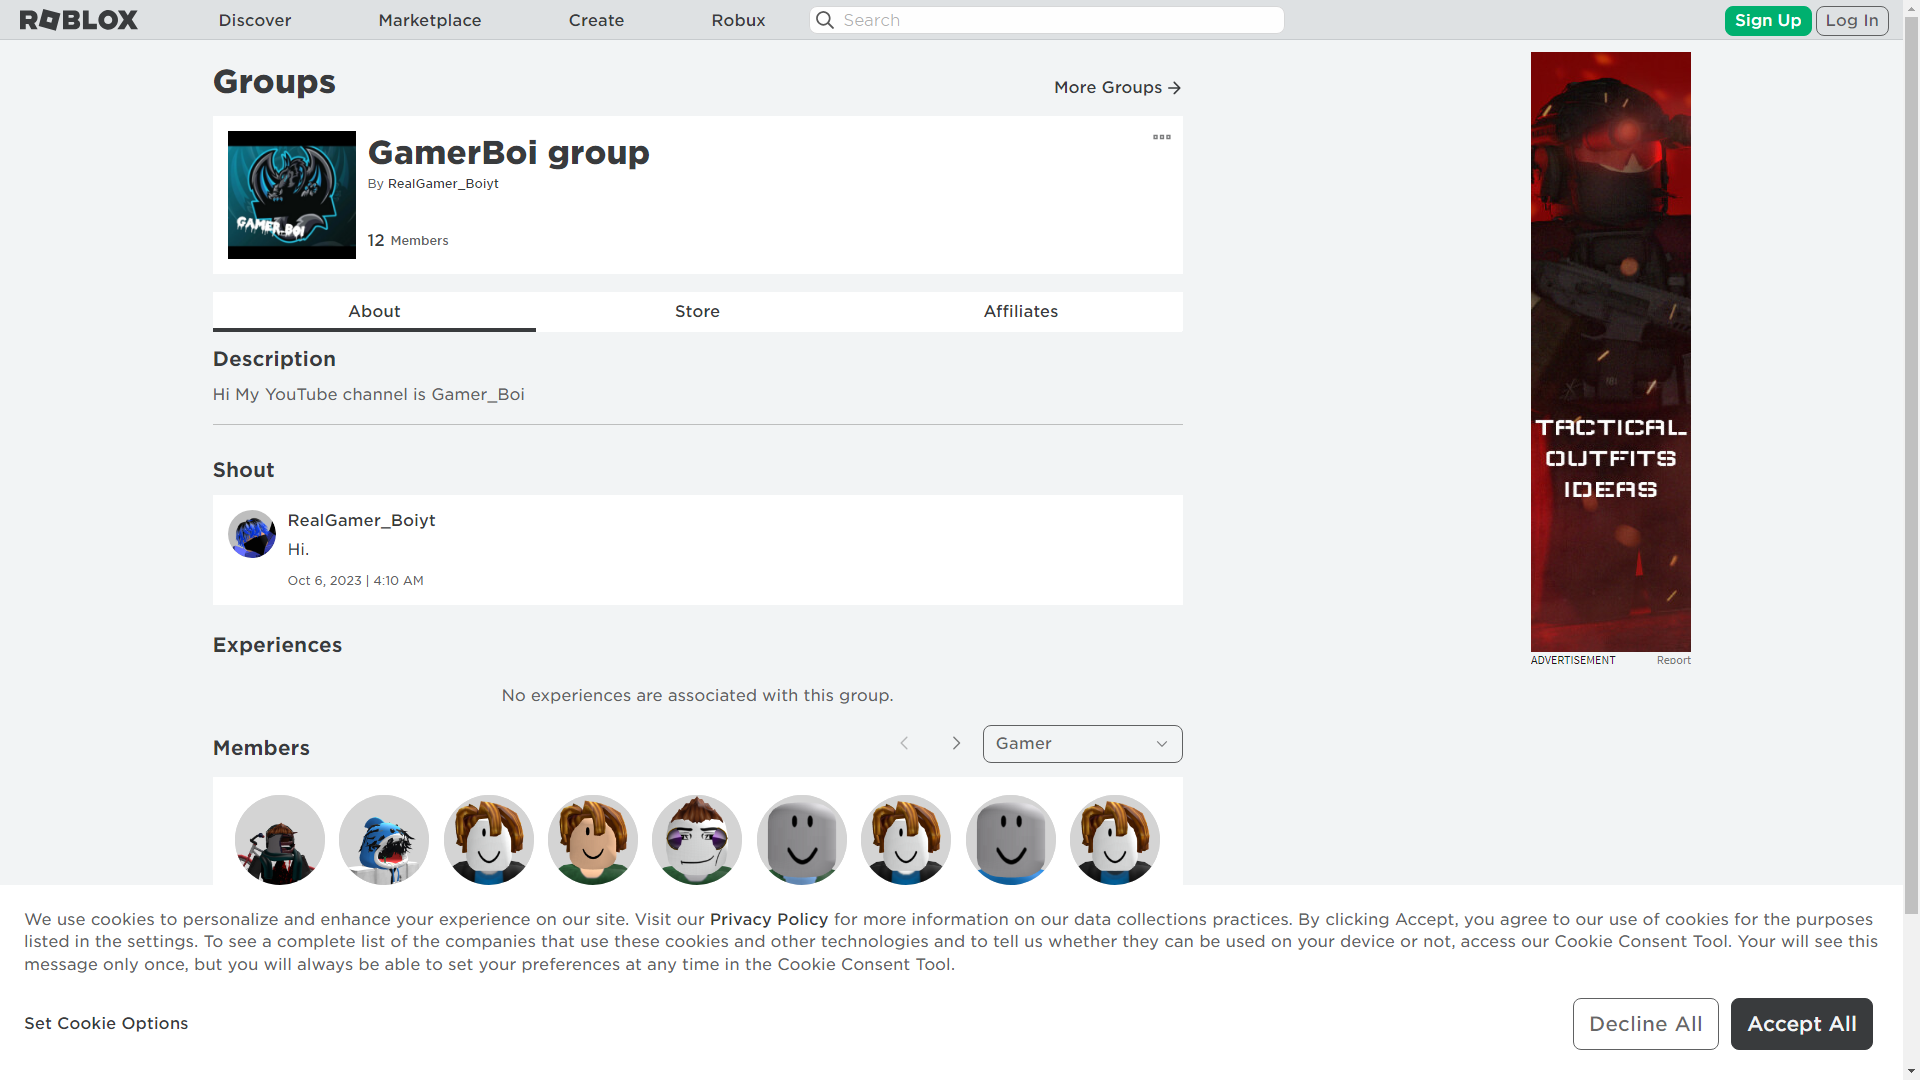 ROBLOX
Discover
Marketplace
Create
Robux
Search
Sign Up
Log In
Groups
More Groups
GamerBoi group
By RealGamer_Boiyt
GAMER_BOI
12 Members
About
Store
Affiliates
Description
Hi My YouTube channel is Gamer_Boi
Shout
RealGamer_Boiyt
Hi.
Oct 6, 2023 | 4:10 AM
Experiences
No experiences are associated with this group.
Members
Gamer
TACTICAL
OUTFITS
IDEAS
ADVERTISEMENT
Report
We use cookies to personalize and enhance your experience on our site. Visit our Privacy Policy for more information on our data collections practices. By clicking Accept, you agree to our use of cookies for the purposes
listed in the settings. To see a complete list of the companies that use these cookies and other technologies and to tell us whether they can be used on your device or not, access our Cookie Consent Tool. Your will see this
message only once, but you will always be able to set your preferences at any time in the Cookie Consent Tool.
Set Cookie Options
Decline All
Accept All